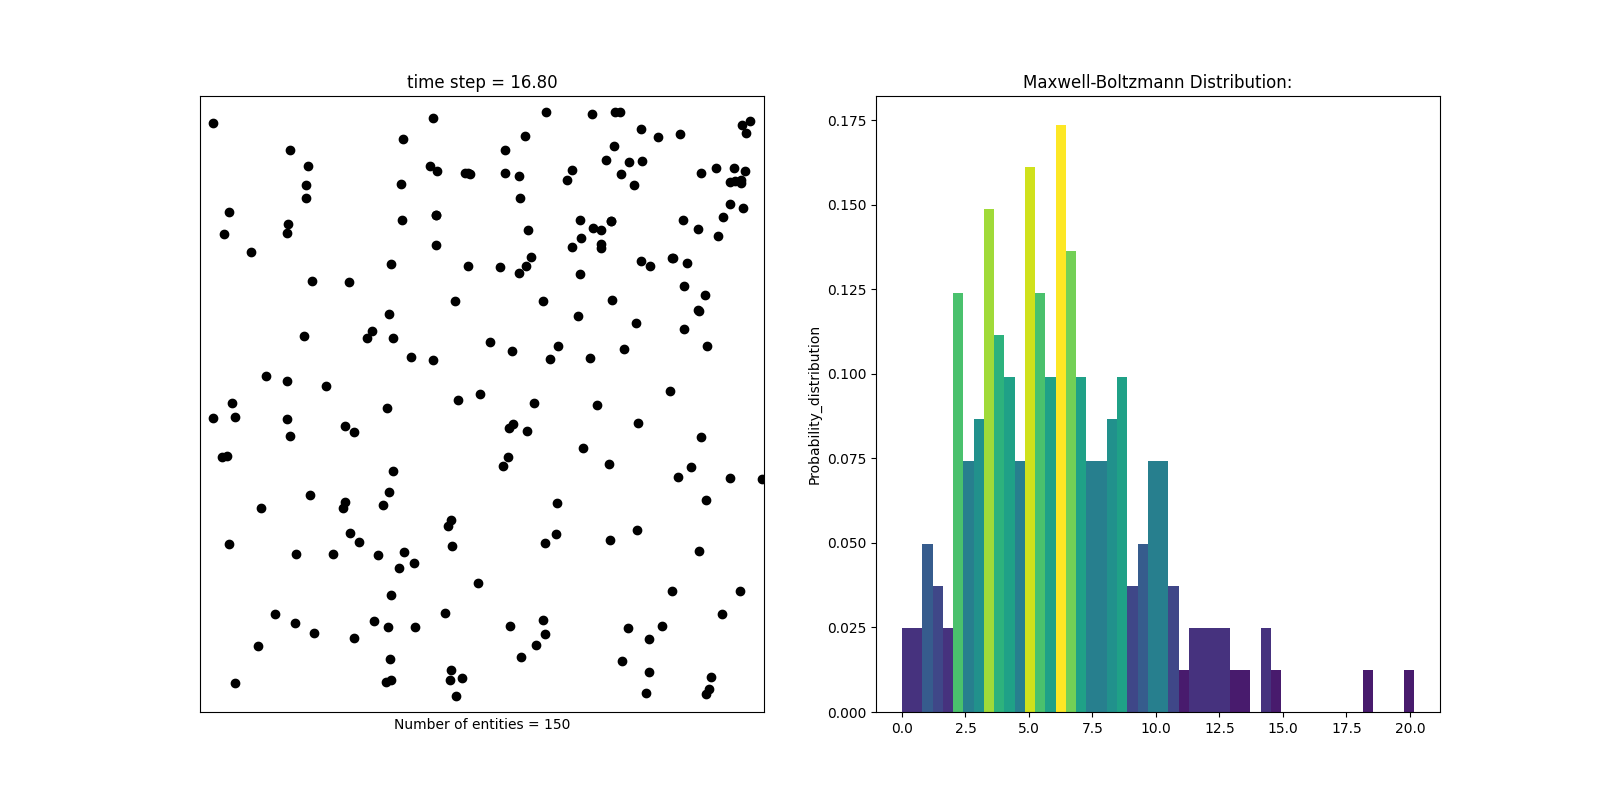 time step = 16.80
Number of entities = 150
Maxwell-Boltzmann Distribution:
Probability_distribution
0.175
0.150
0.125
0.100
0.075
0.050
0.025
0.000
0.0 2.5 5.0 7.5 10.0 12.5 15.0 17.5 20.0